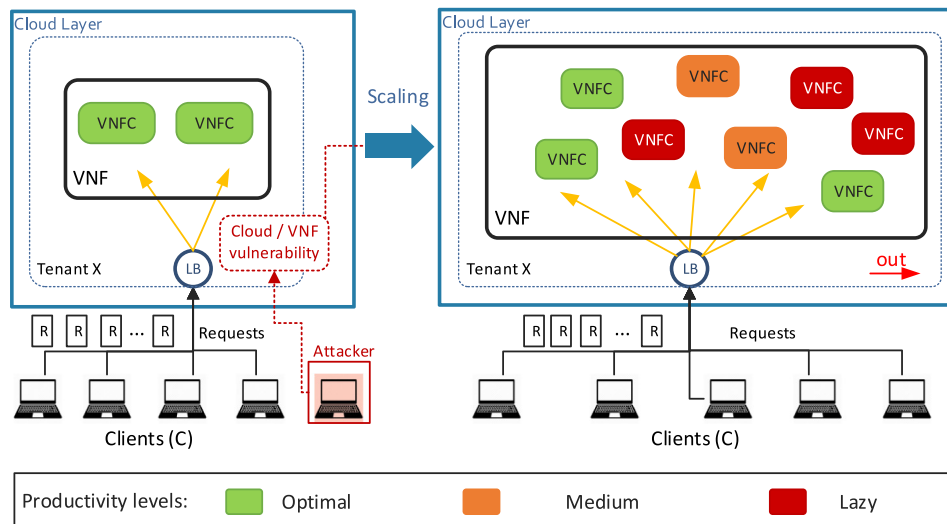 Cloud Layer
VNFC VNFC
VNF
Cloud / VNF
vulnerability
Tenant X
LB
R R R ... R Requests
Attacker
Clients (C)
Scaling
Cloud Layer
VNFC
VNFC
VNFC
VNFC
VNFC
VNFC
VNFC
VNFC
VNF
Tenant X
LB
out
R R R ... R Requests
Clients (C)
Productivity levels: Optimal Medium Lazy